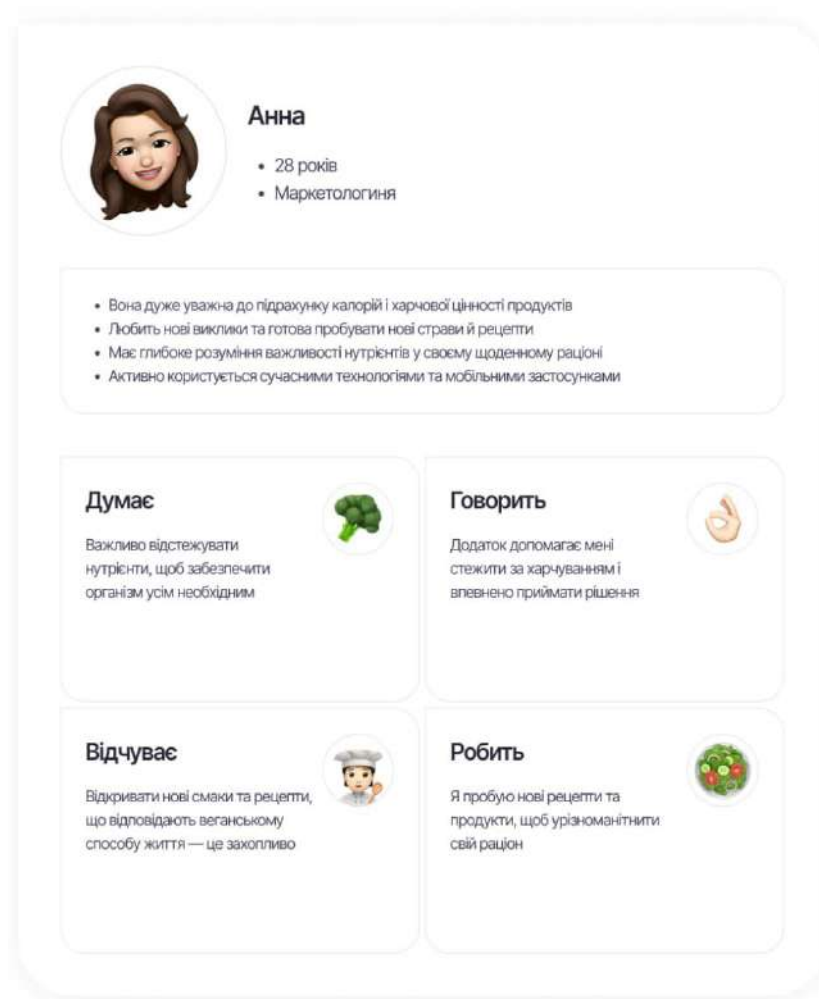 Анна
• 28 років
• Маркетологиня
• Вона дуже уважна до підрахунку калорій і харчової цінності продуктів
• Любить нові виклики та готова пробувати нові страви й рецепти
• Має глибоке розуміння важливості нутрієнтів у своєму щоденному раціоні
• Активно користується сучасними технологіями та мобільними застосунками
Думає
Важливо відстежувати
нутрієнти, щоб забезпечити
організм усім необхідним
Говорить
Додаток допомагає мені
стежити за харчуванням і
впевнено приймати рішення
Відчуває
Відкривати нові смаки та рецепти,
що відповідають веганському
способу життя — це захопливо
Робить
Я пробую нові рецепти та
продукти, щоб урізноманітнити
свій раціон